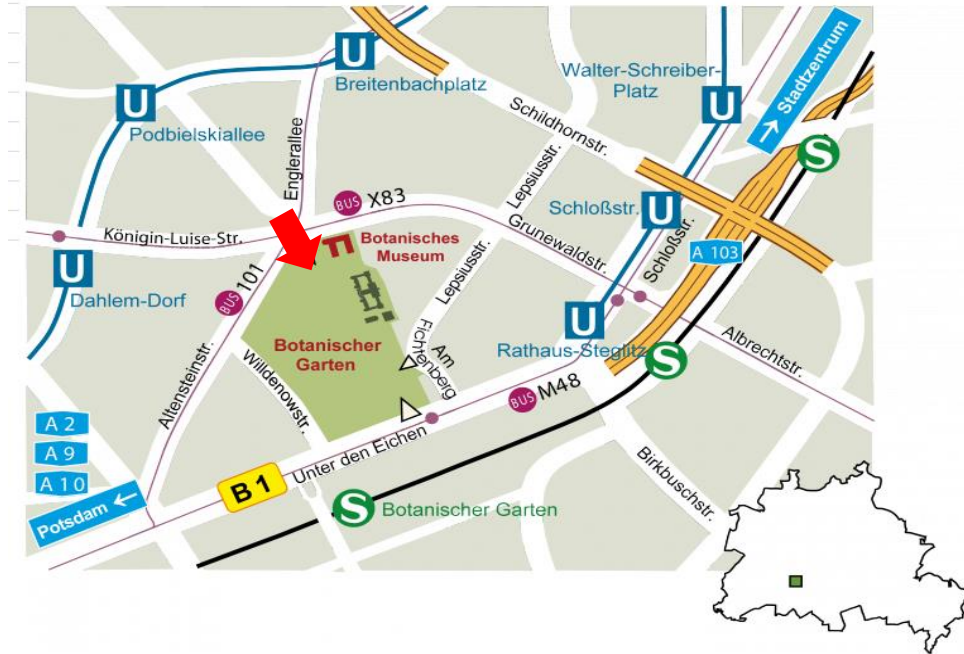 U
Breitenbachplatz
U
Podbielskiallee
Englerallee
Walter-Schreiber-
Platz
U
→ Stadtzentrum
S
Schildhornstr.
Lepsiusstr.
BUS X83
Königin-Luise-Str.
U
Dahlem-Dorf
BUS 101
Botanisches
Museum
Lepsiusstr.
Grunewaldstr.
Schloßstr.
U
Schloßstr.
A 103
Botanischer
Garten
Am
Fichtenberg
U
Rathaus-Steglitz
S
Albrechtstr.
Altensteinstr.
Willdenowstr.
BUS M48
A 2
A 9
A 10
Potsdam ←
B 1
Unter den Eichen
Birkbuschstr.
S
Botanischer Garten